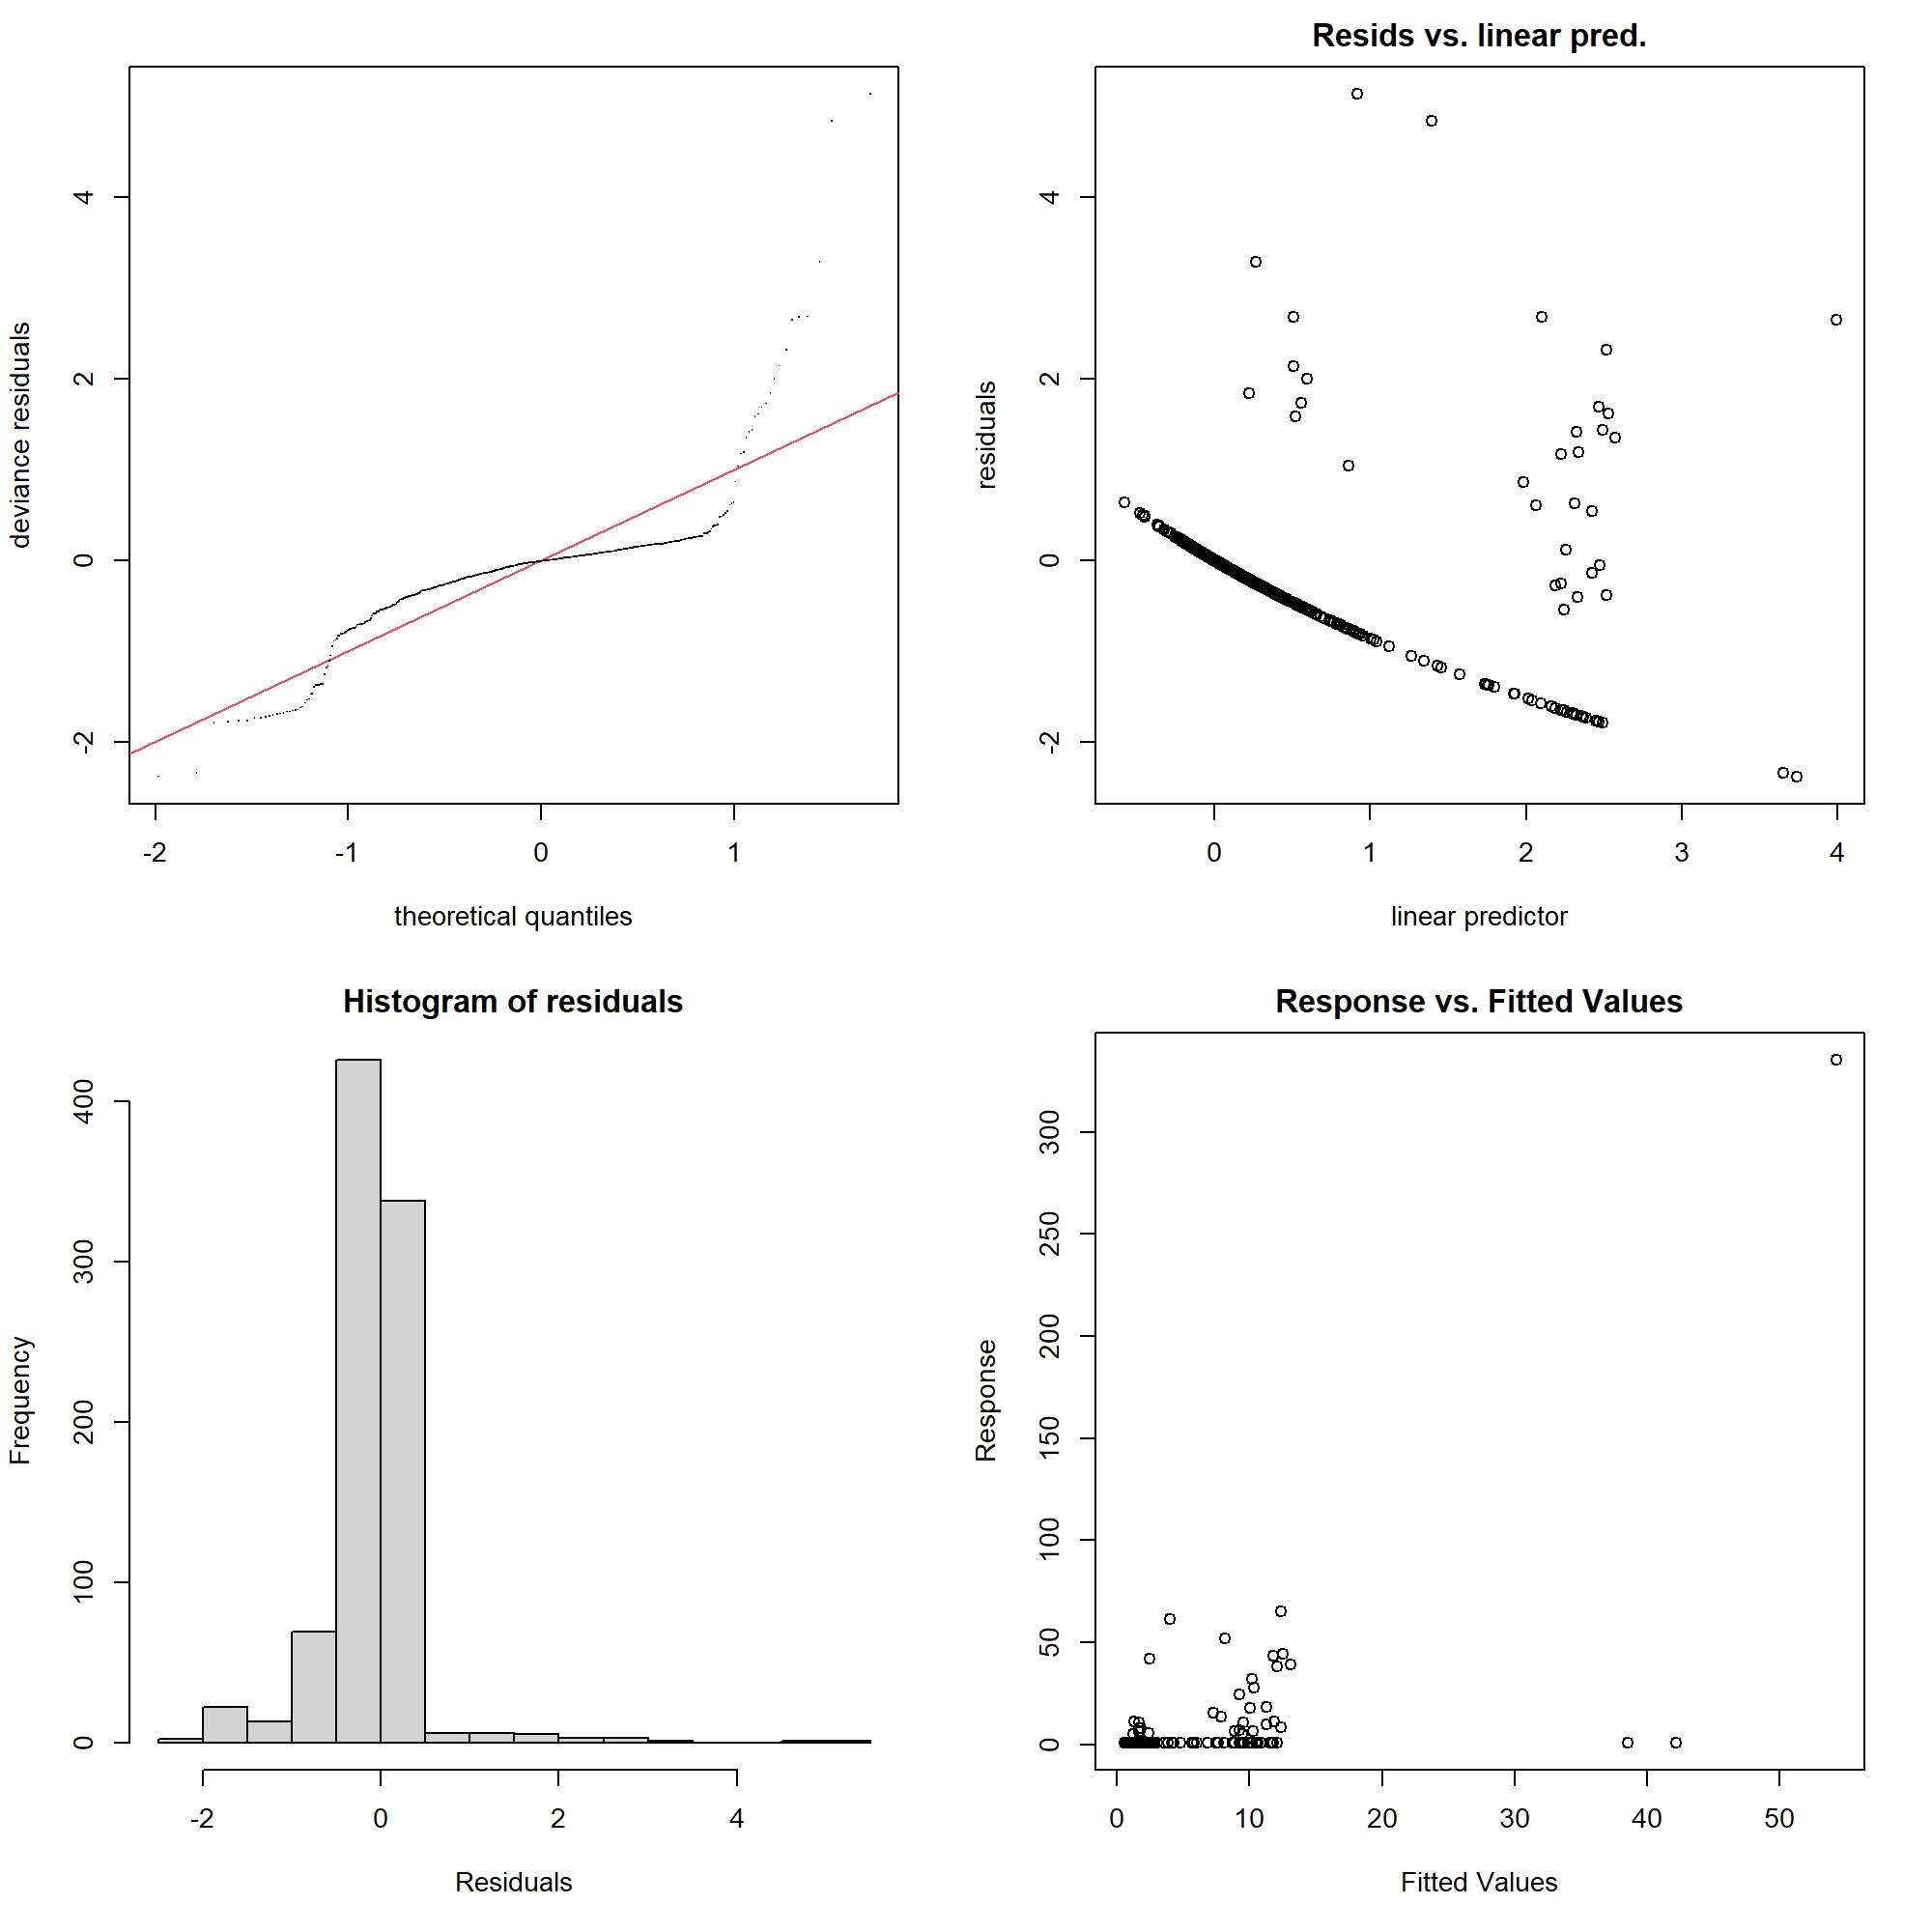 deviance residuals
4
2
0
-2
-2 -1 0 1
theoretical quantiles
Resids vs. linear pred.
residuals
4
2
0
-2
0 1 2 3 4
linear predictor
Histogram of residuals
Frequency
400
300
200
100
0
-2 0 2 4
Residuals
Response vs. Fitted Values
Response
300
250
200
150
100
50
0
0 10 20 30 40 50
Fitted Values